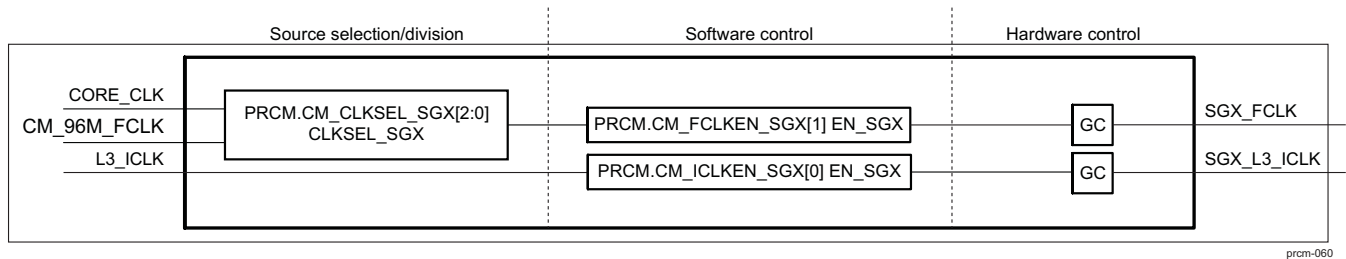 Source selection/division
Software control
Hardware control
CORE_CLK
CM_96M_FCLK
L3_ICLK
PRCM.CM_CLKSEL_SGX[2:0]
CLKSEL_SGX
PRCM.CM_FCLKEN_SGX[1] EN_SGX
PRCM.CM_ICLKEN_SGX[0] EN_SGX
GC
GC
SGX_FCLK
SGX_L3_ICLK
prcm-060